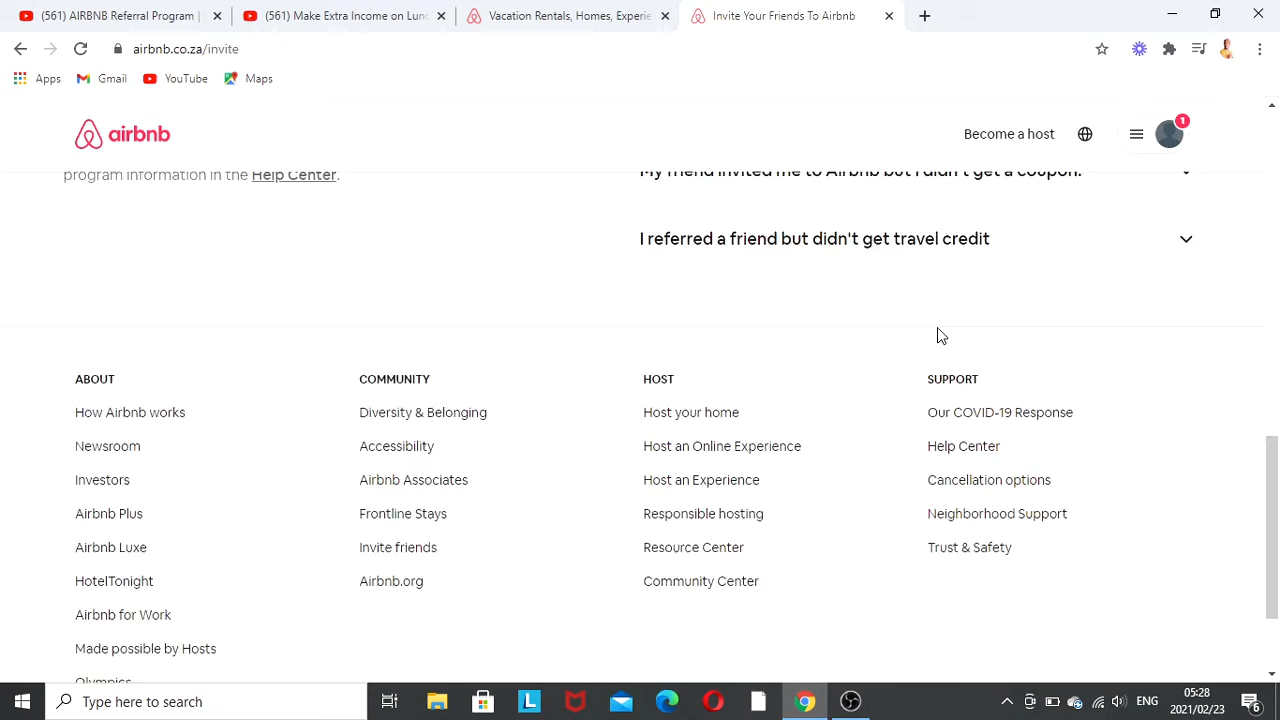 (561) AIRBNB Referral Program |
(561) Make Extra Income on Lunc
Vacation Rentals, Homes, Experie
Invite Your Friends To Airbnb
airbnb.co.za/invite
Apps
Gmail
YouTube
Maps
airbnb
Become a host
1
program information in the Help Center.
My friend invited me to Airbnb but I didn't get a coupon.
I referred a friend but didn't get travel credit
ABOUT
How Airbnb works
Newsroom
Investors
Airbnb Plus
Airbnb Luxe
HotelTonight
Airbnb for Work
Made possible by Hosts
Olympics
COMMUNITY
Diversity & Belonging
Accessibility
Airbnb Associates
Frontline Stays
Invite friends
Airbnb.org
HOST
Host your home
Host an Online Experience
Host an Experience
Responsible hosting
Resource Center
Community Center
SUPPORT
Our COVID-19 Response
Help Center
Cancellation options
Neighborhood Support
Trust & Safety
Type here to search
L
ENG
05:28
2021/02/23
6